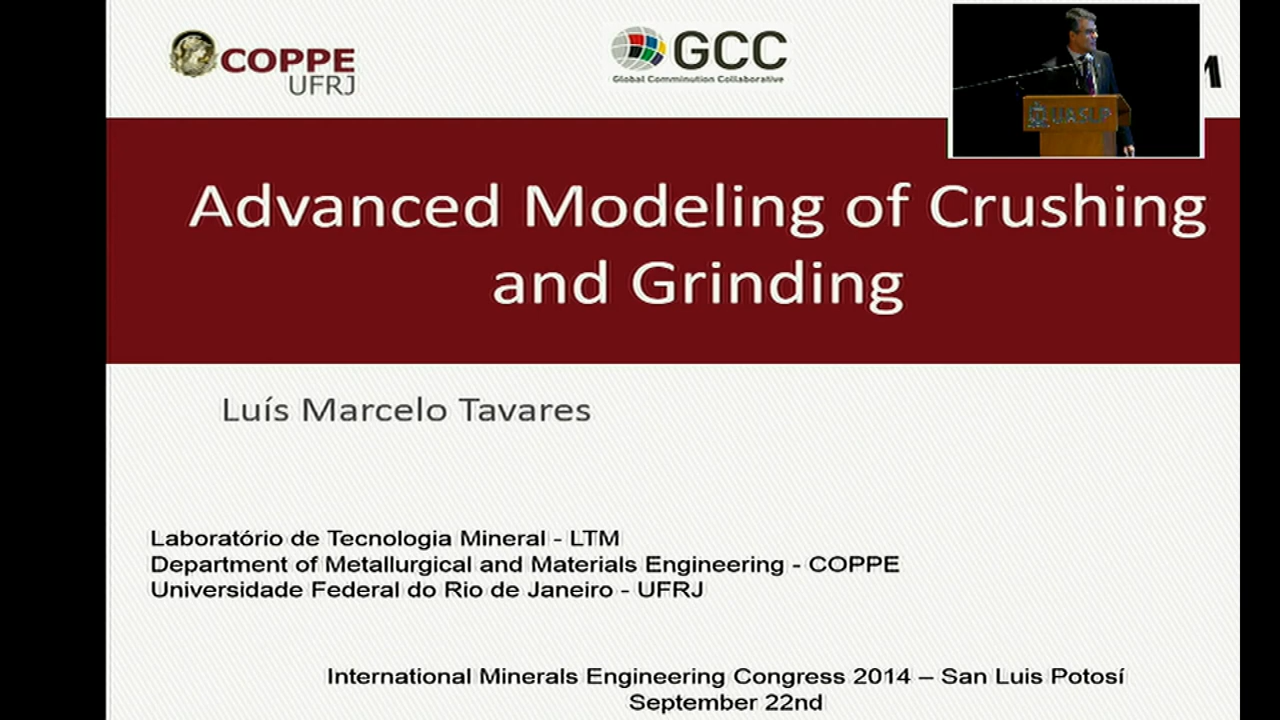 COPPE
UFRJ
GCC
Global Comminution Collaborative
UASLP
Advanced Modeling of Crushing
and Grinding
Luís Marcelo Tavares
Laboratório de Tecnologia Mineral - LTM
Department of Metallurgical and Materials Engineering - COPPE
Universidade Federal do Rio de Janeiro - UFRJ
International Minerals Engineering Congress 2014 – San Luis Potosí
September 22nd